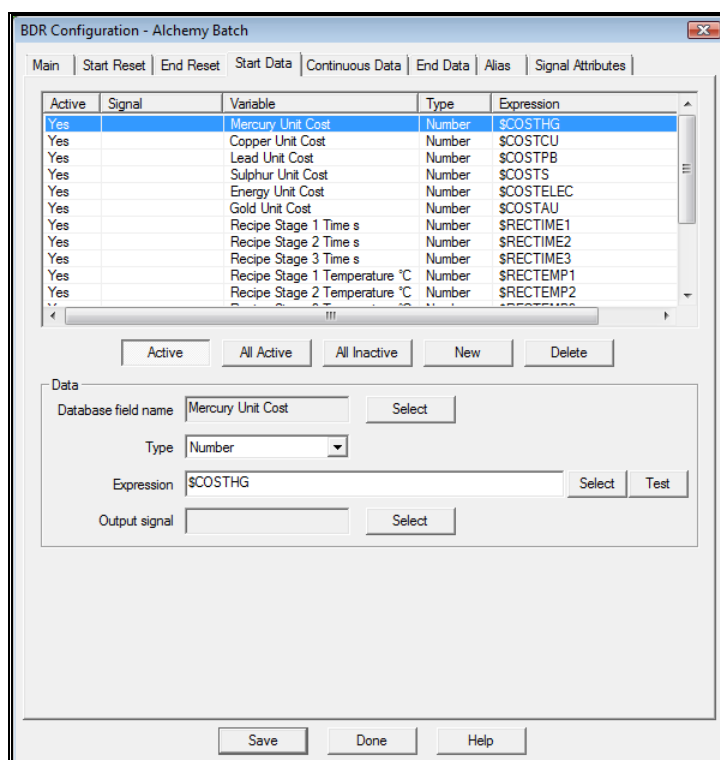 BDR Configuration - Alchemy Batch
Main Start Reset End Reset Start Data Continuous Data End Data Alias Signal Attributes
Active Signal Variable Type Expression
Yes Mercury Unit Cost Number $COSTHG
Yes Copper Unit Cost Number $COSTCU
Yes Lead Unit Cost Number $COSTPB
Yes Sulphur Unit Cost Number $COSTS
Yes Energy Unit Cost Number $COSTELEC
Yes Gold Unit Cost Number $COSTAU
Yes Recipe Stage 1 Time s Number $RECTIME1
Yes Recipe Stage 2 Time s Number $RECTIME2
Yes Recipe Stage 3 Time s Number $RECTIME3
Yes Recipe Stage 1 Temperature °C Number $RECTEMP1
Yes Recipe Stage 2 Temperature °C Number $RECTEMP2
Active All Active All Inactive New Delete
Data
Database field name Mercury Unit Cost Select
Type Number
Expression $COSTHG Select Test
Output signal Select
Save Done Help